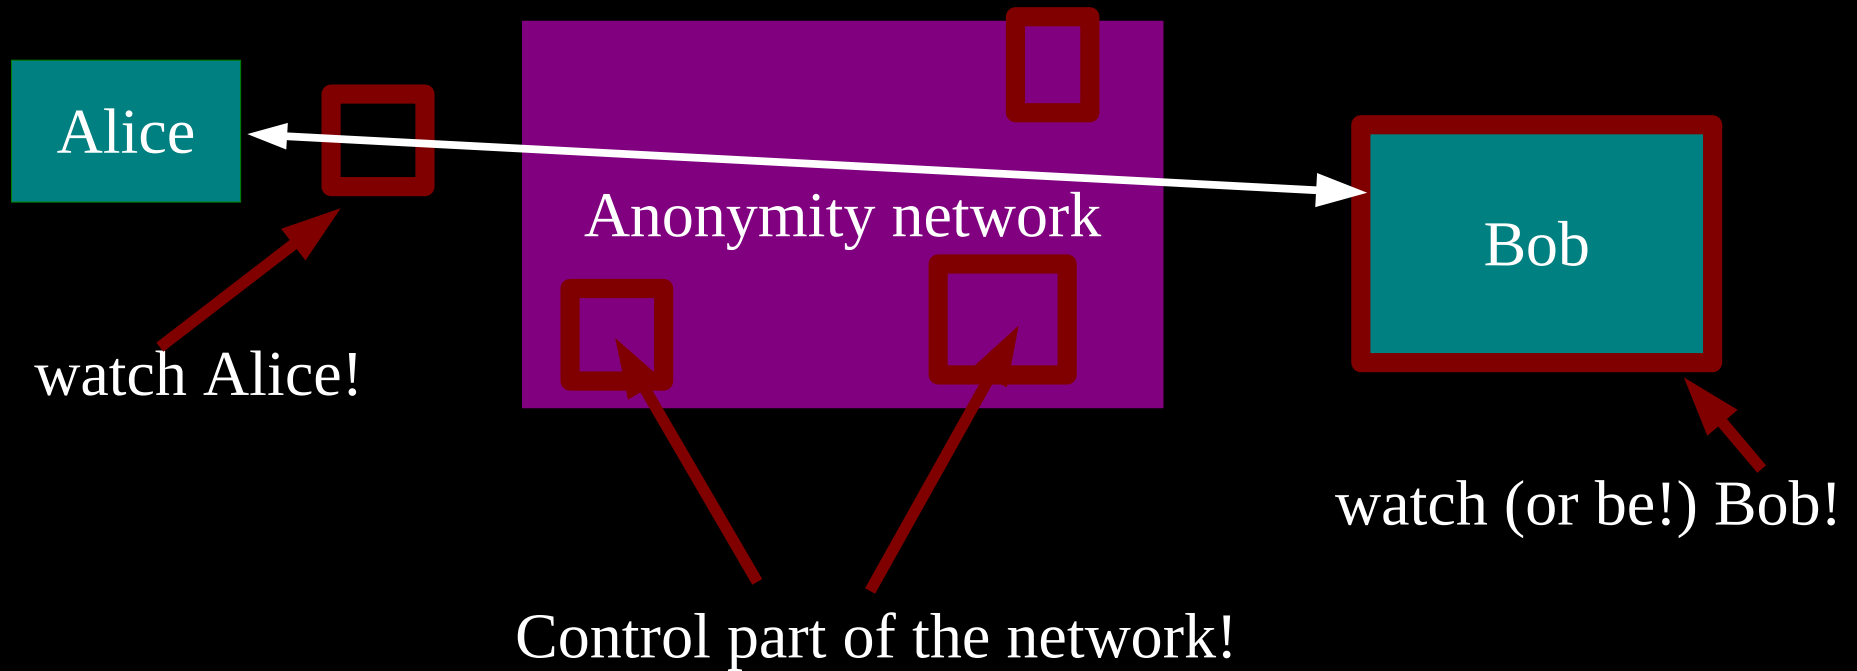 Alice
Anonymity network
Bob
watch Alice!
watch (or be!) Bob!
Control part of the network!